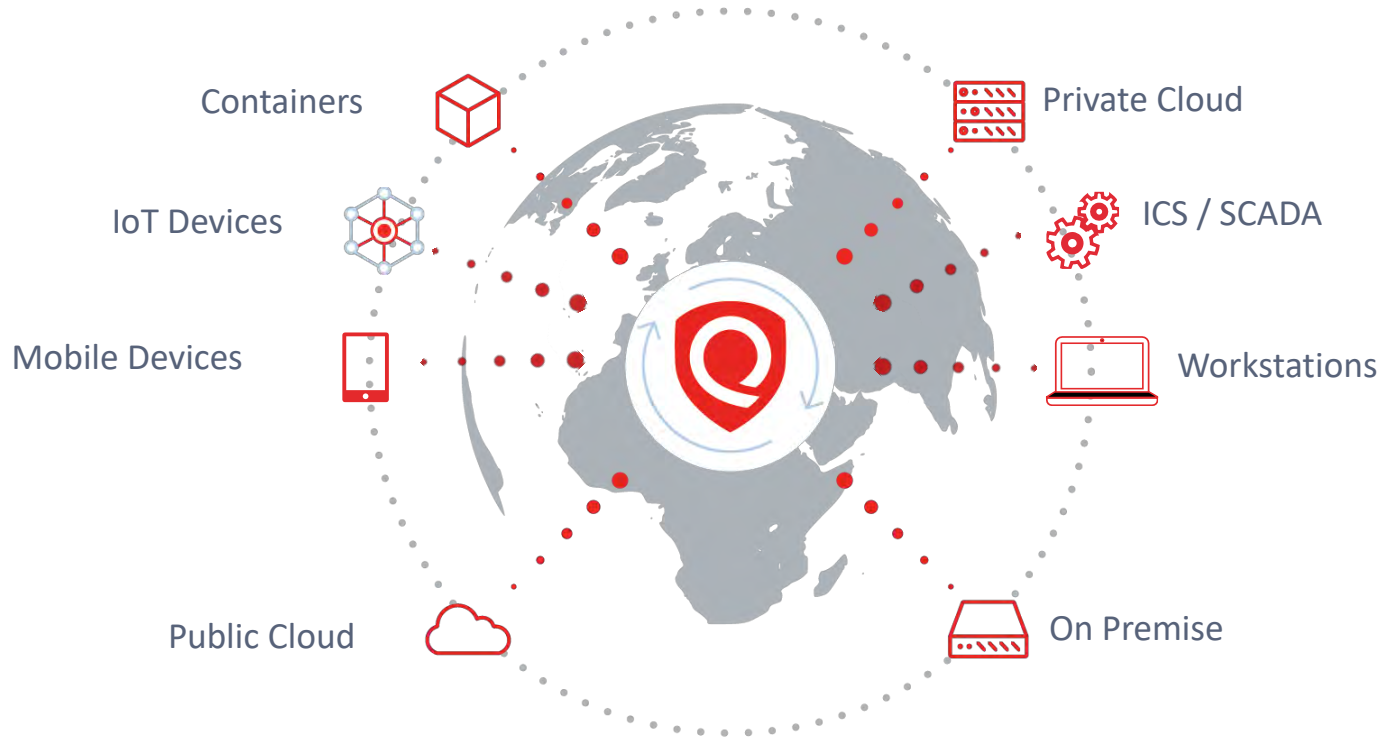 Containers
Private Cloud
IoT Devices
ICS / SCADA
Mobile Devices
Workstations
Public Cloud
On Premise